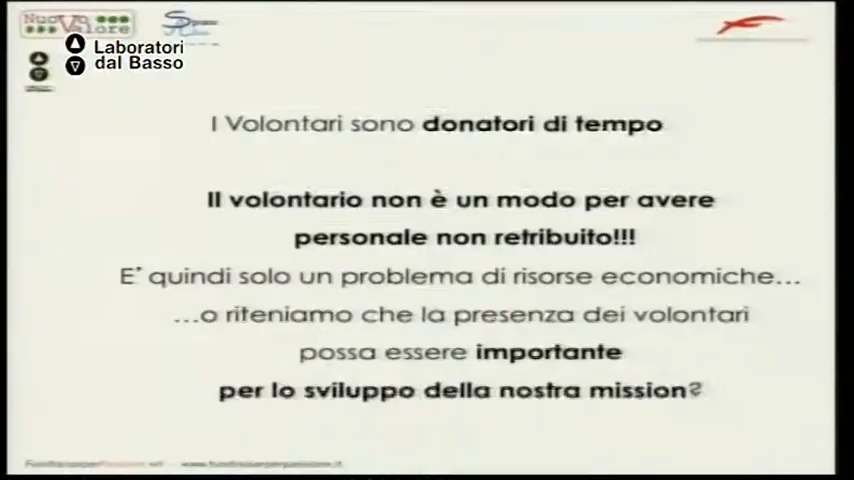 Nuovo
Valore
Laboratori
dal Basso
I Volontari sono donatori di tempo
Il volontario non è un modo per avere
personale non retribuito!!!
E' quindi solo un problema di risorse economiche...
...o riteniamo che la presenza dei volontari
possa essere importante
per lo sviluppo della nostra mission?